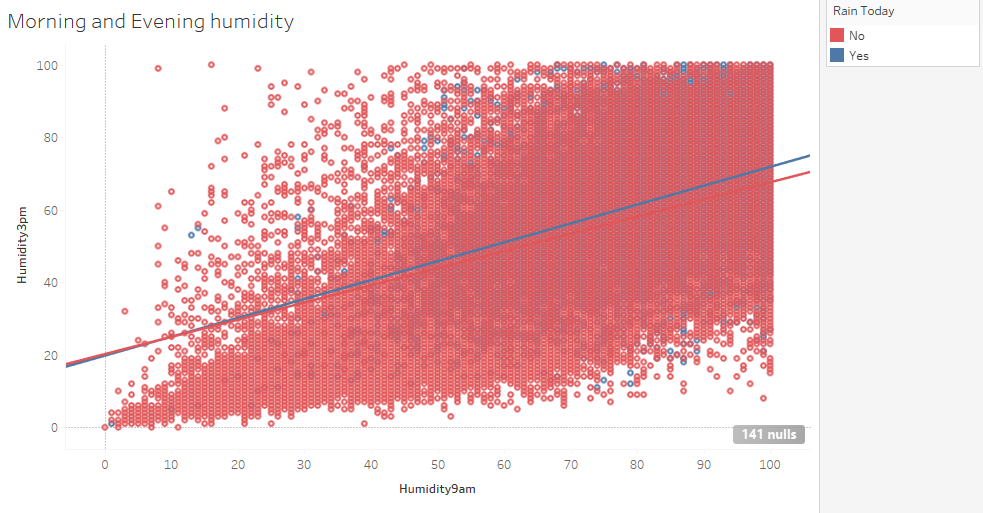 Morning and Evening humidity
Rain Today
No
Yes
100
80
60
40
20
0
Humidity3pm
141 nulls
0 10 20 30 40 50 60 70 80 90 100
Humidity9am